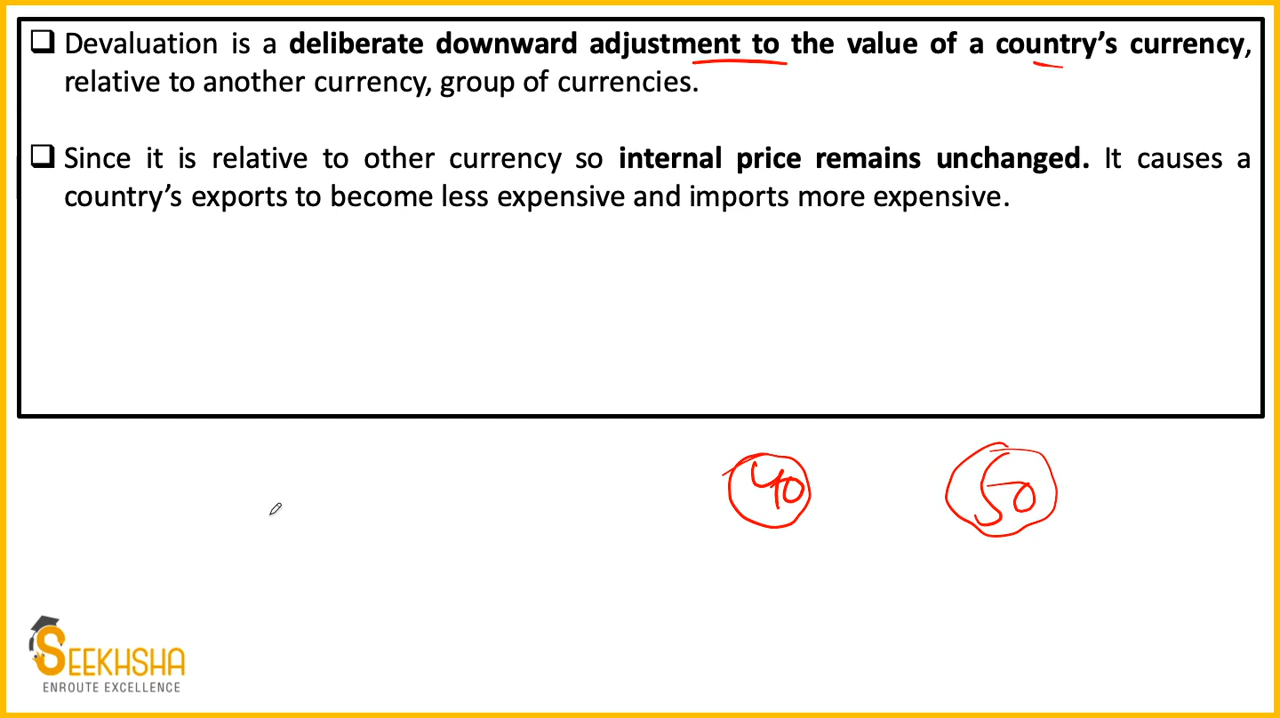 Devaluation is a deliberate downward adjustment to the value of a country’s currency,
relative to another currency, group of currencies.
Since it is relative to other currency so internal price remains unchanged. It causes a
country’s exports to become less expensive and imports more expensive.
40 50
SEEKHSHA
ENROUTE EXCELLENCE